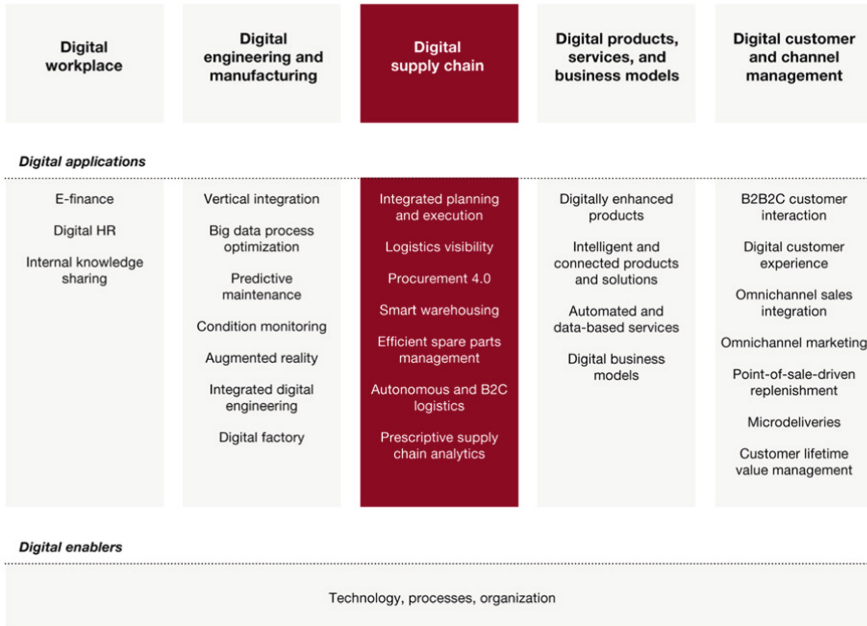 Digital
workplace
Digital
engineering and
manufacturing
Digital
supply chain
Digital products,
services, and
business models
Digital customer
and channel
management
Digital applications
E-finance
Digital HR
Internal knowledge
sharing
Vertical integration
Big data process
optimization
Predictive
maintenance
Condition monitoring
Augmented reality
Integrated digital
engineering
Digital factory
Integrated planning
and execution
Logistics visibility
Procurement 4.0
Smart warehousing
Efficient spare parts
management
Autonomous and B2C
logistics
Prescriptive supply
chain analytics
Digitally enhanced
products
Intelligent and
connected products
and solutions
Automated and
data-based services
Digital business
models
B2B2C customer
interaction
Digital customer
experience
Omnichannel sales
integration
Omnichannel marketing
Point-of-sale-driven
replenishment
Microdeliveries
Customer lifetime
value management
Digital enablers
Technology, processes, organization